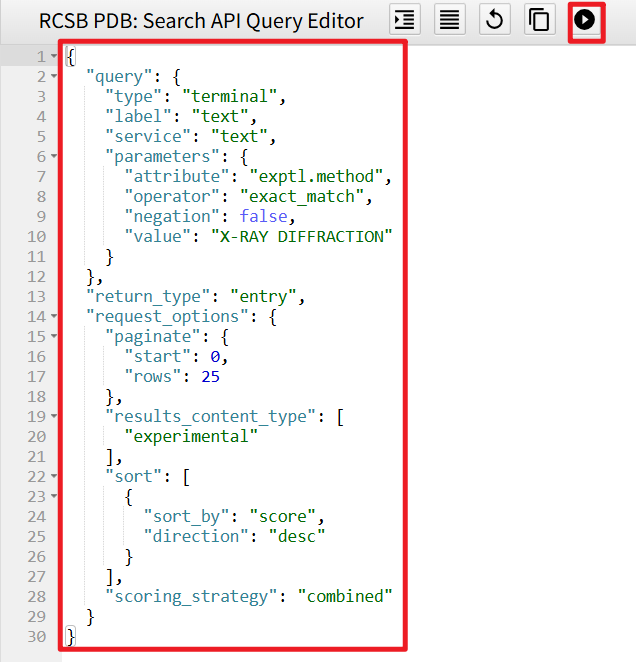 RCSB PDB: Search API Query Editor
1 {
2 "query": {
3 "type": "terminal",
4 "label": "text",
5 "service": "text",
6 "parameters": {
7 "attribute": "exptl.method",
8 "operator": "exact_match",
9 "negation": false,
10 "value": "X-RAY DIFFRACTION"
11 }
12 },
13 "return_type": "entry",
14 "request_options": {
15 "paginate": {
16 "start": 0,
17 "rows": 25
18 },
19 "results_content_type": [
20 "experimental"
21 ],
22 "sort": [
23 {
24 "sort_by": "score",
25 "direction": "desc"
26 }
27 ],
28 "scoring_strategy": "combined"
29 }
30 }